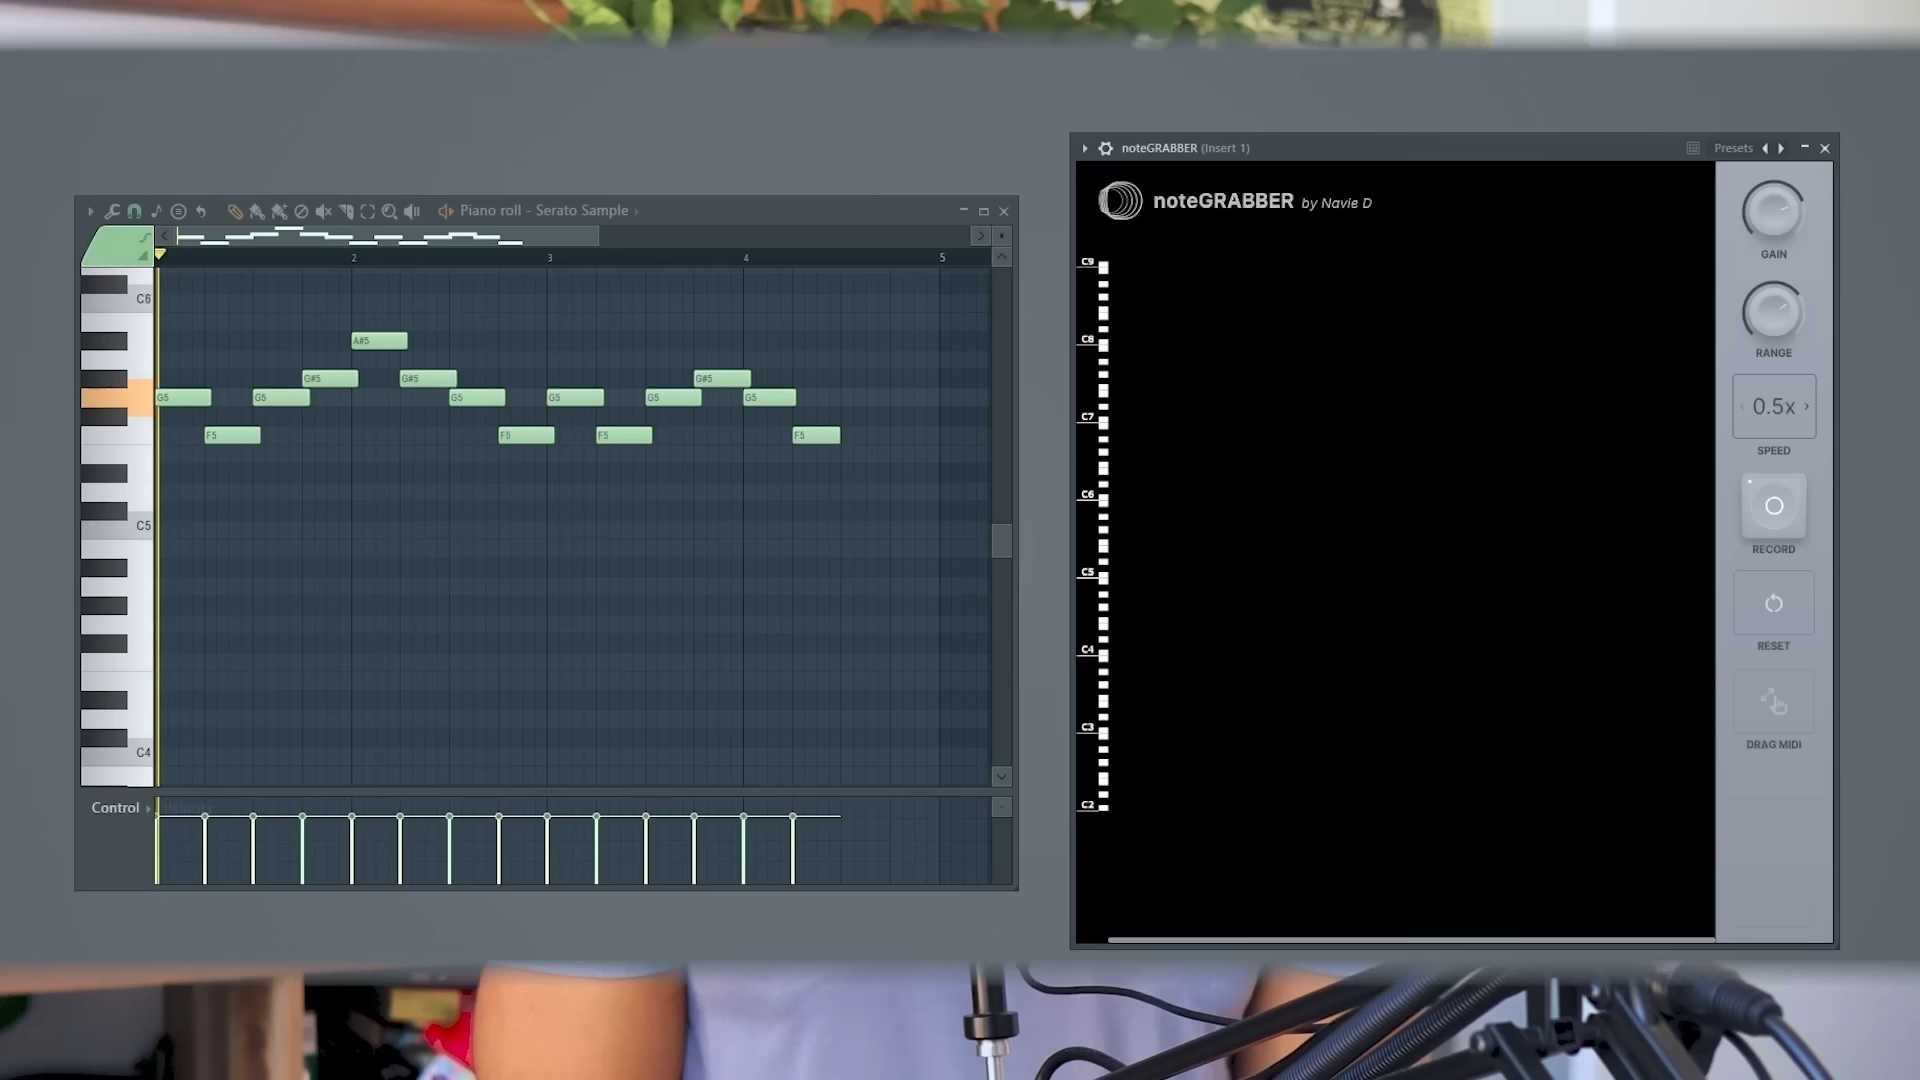 Piano roll - Serato Sample
2
3
4
5
C6
A#5
G#5
G#5
G#5
G5
G5
G5
G5
G5
G5
F5
F5
F5
F5
C5
C4
Control
Velocity
noteGRABBER (Insert 1)
Presets
noteGRABBER by Navie D
C9
C8
C7
C6
C5
C4
C3
C2
GAIN
RANGE
0.5x
SPEED
RECORD
RESET
DRAG MIDI